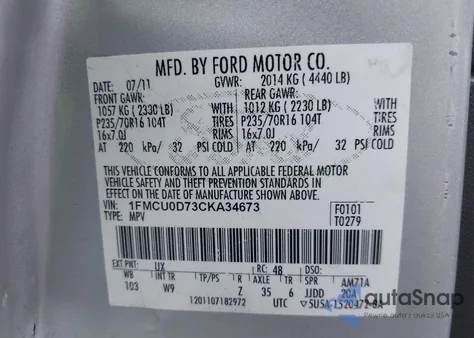 MFD. BY FORD MOTOR CO.
DATE: 07/11 GVWR: 2014 KG ( 4440 LB)
FRONT GAWR: REAR GAWR:
1057 KG (2330 LB) WITH 1012 KG ( 2230 LB) WITH
P235/70R16 104T TIRES P235/70R16 104T TIRES
16x7.0J RIMS 16x7.0J RIMS
AT 220 kPa/ 32 PSI COLD AT 220 kPa/ 32 PSI COLD
THIS VEHICLE CONFORMS TO ALL APPLICABLE FEDERAL MOTOR
VEHICLE SAFETY AND THEFT PREVENTION STANDARDS IN
EFFECT ON THE DATE OF MANUFACTURE SHOWN ABOVE.
VIN: 1FMCU0D73CKA34673 F0101
TYPE: MPV T0279
EXT PNT: UX RC: 48 DSO:
WB INT TR TP/PS R AXLE TR SPR AM71A
103 W9 Z 35 6 JJDD 20A
1201107182972 UTC
autaSnap